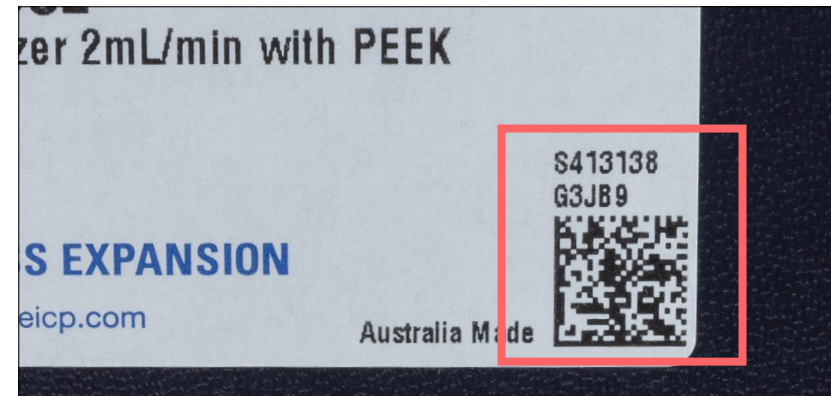 zer 2mL/min with PEEK
S413138
G3JB9
S EXPANSION
eicp.com
Australia Made